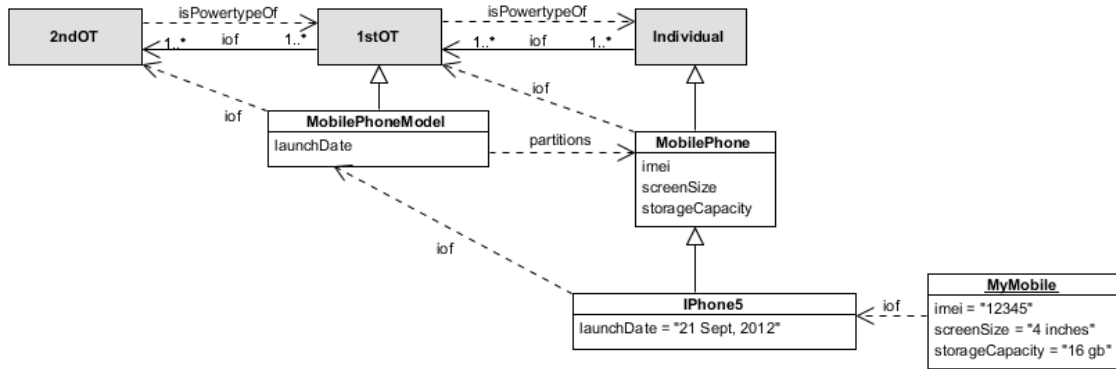 isPowertypeOf
isPowertypeOf
2ndOT
1..*
iof
1..*
1stOT
1..*
iof
1..*
Individual
iof
iof
MobilePhoneModel
launchDate
partitions
MobilePhone
imei
screenSize
storageCapacity
iof
IPhone5
launchDate = "21 Sept, 2012"
iof
MyMobile
imei = "12345"
screenSize = "4 inches"
storageCapacity = "16 gb"